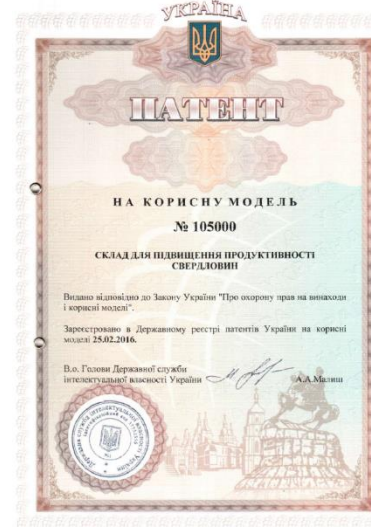 УКРАЇНА
ПАТЕНТ
НА КОРИСНУ МОДЕЛЬ
№ 105000
СКЛАД ДЛЯ ПІДВИЩЕННЯ ПРОДУКТИВНОСТІ
СВЕРДЛОВИН
Видано відповідно до Закону України "Про охорону прав на винаходи
і корисні моделі".
Зареєстровано в Державному реєстрі патентів України на корисні
моделі 25.02.2016.
В.о. Голови Державної служби
інтелектуальної власності України
А.А.Малиш